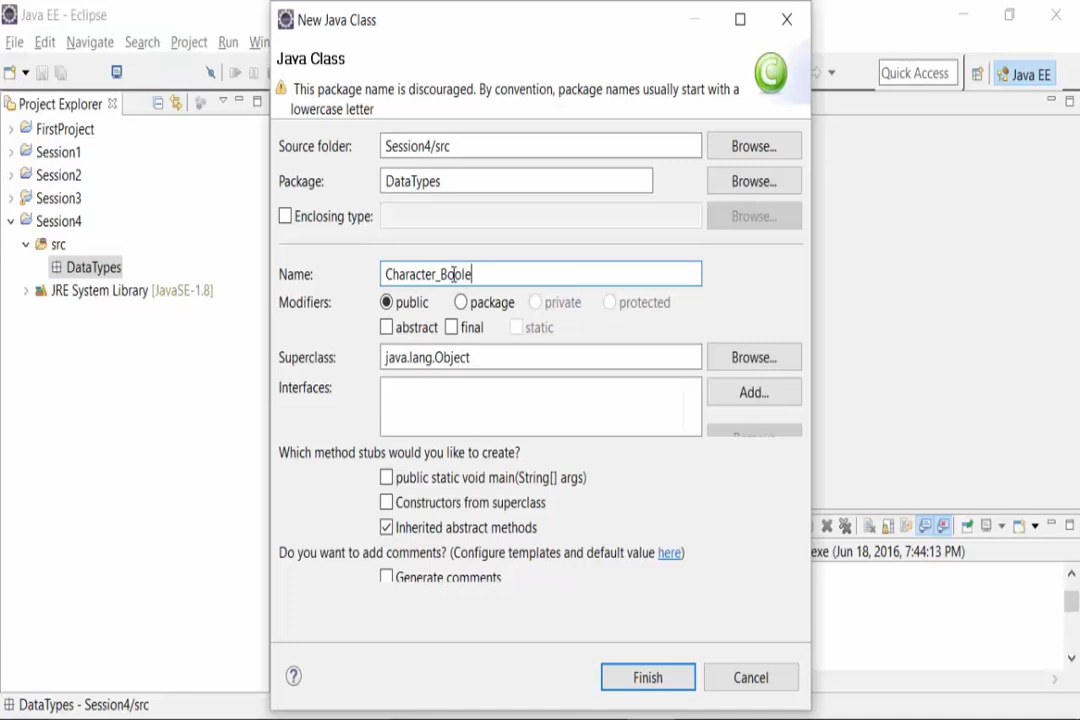 Java EE - Eclipse
File Edit Navigate Search Project Run Win
Quick Access
Java EE
Project Explorer
FirstProject
Session1
Session2
Session3
Session4
src
DataTypes
JRE System Library [JavaSE-1.8]
New Java Class
Java Class
This package name is discouraged. By convention, package names usually start with a
lowercase letter
Source folder: Session4/src Browse...
Package: DataTypes Browse...
Enclosing type: Browse...
Name: Character_Boole
Modifiers: public package private protected
abstract final static
Superclass: java.lang.Object Browse...
Interfaces: Add...
Remove
Which method stubs would you like to create?
public static void main(String[] args)
Constructors from superclass
Inherited abstract methods
Do you want to add comments? (Configure templates and default value here)
Generate comments
Finish Cancel
exe (Jun 18, 2016, 7:44:13 PM)
DataTypes - Session4/src